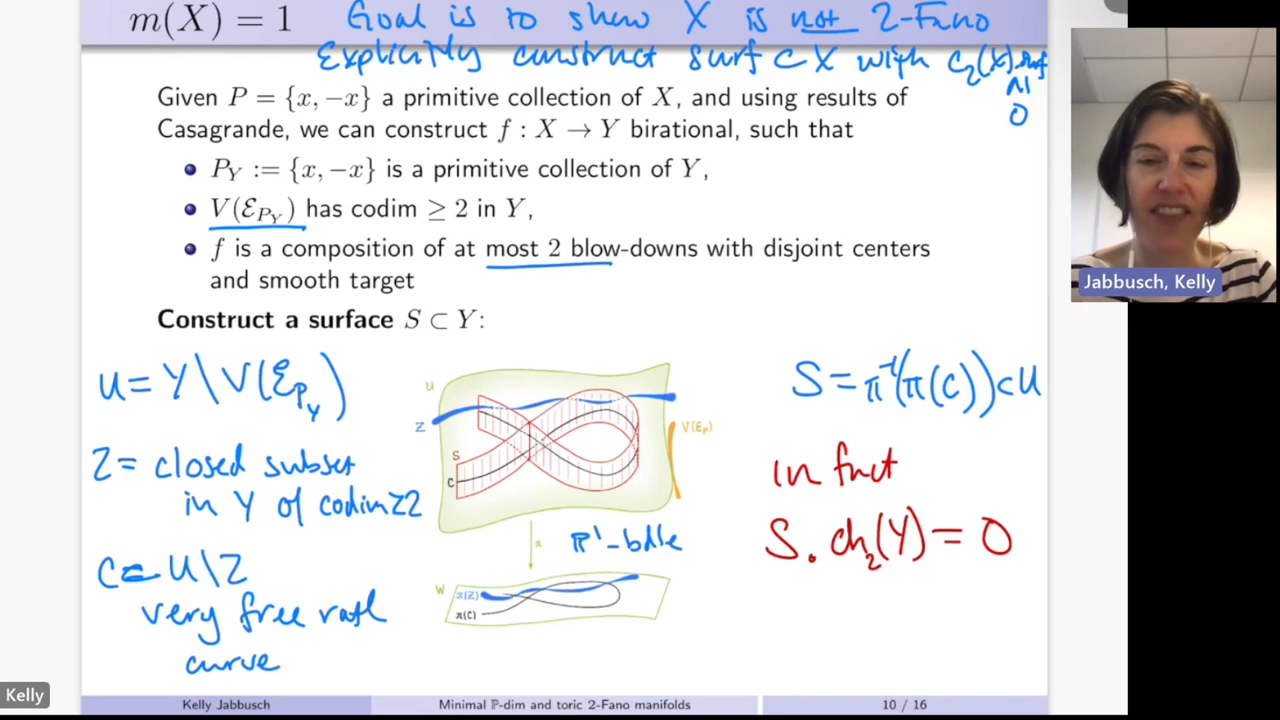 m(X) = 1 Goal is to show X is not 2-Fano
Explicitly construct surf ⊂ X with c₂(X)·surf
≤
0
Given P = {x, −x} a primitive collection of X, and using results of
Casagrande, we can construct f : X → Y birational, such that
P_Y := {x, −x} is a primitive collection of Y,
V(ℰ_{P_Y}) has codim ≥ 2 in Y,
f is a composition of at most 2 blow-downs with disjoint centers
and smooth target
Construct a surface S ⊂ Y:
U = Y \ V(ℰ_{P_Y})
Z = closed subset
in Y of codim ≥ 2
C ⊂ U \ Z
very free ratl
curve
U
Z
S
C
V(ℰ_P)
π
ℙ¹-bdle
W
π(Z)
π(C)
S = π⁻¹(π(C)) ⊂ U
in fact
S . ch₂(Y) = 0
Kelly Jabbusch Minimal ℙ-dim and toric 2-Fano manifolds 10 / 16
Jabbusch, Kelly
Kelly